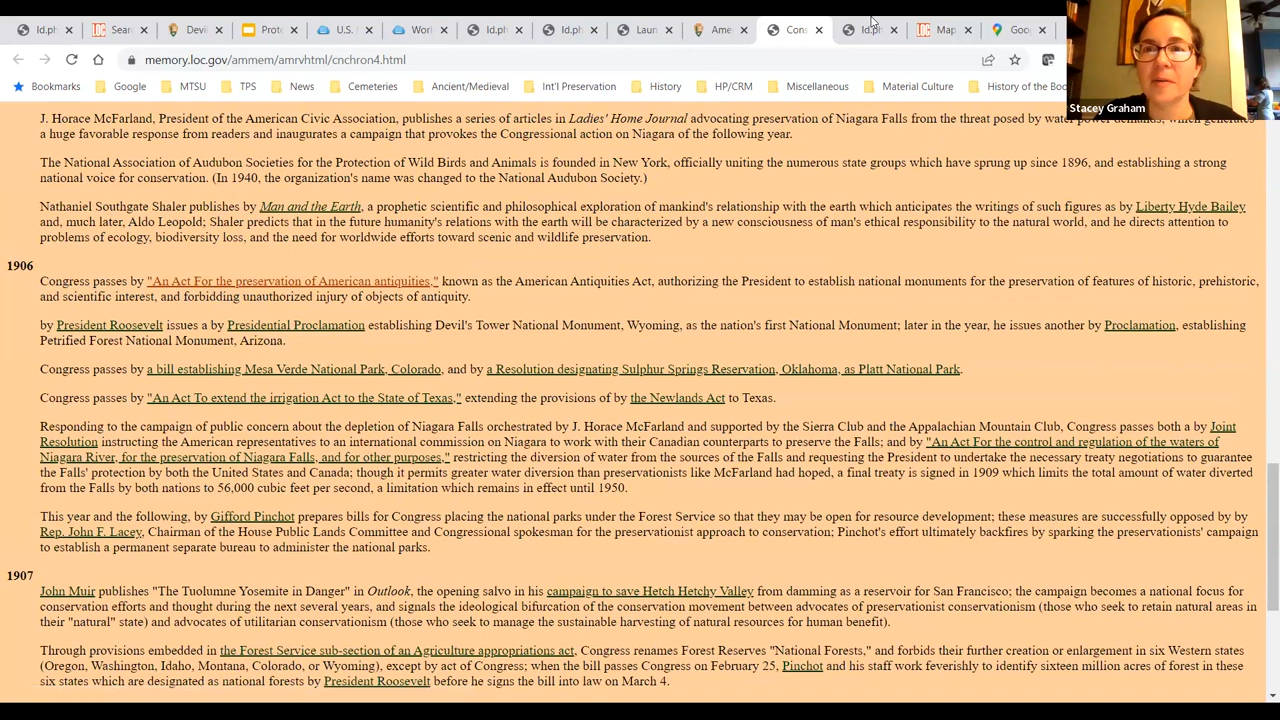 Id.ph
Sear
Devil
Prote
U.S.
Worl
Id.ph
Id.ph
Laun
Ame
Cons
Id.ph
Map
Goo
memory.loc.gov/ammem/amrvhtml/cnchron4.html
Bookmarks Google MTSU TPS News Cemeteries Ancient/Medieval Int'l Preservation History HP/CRM Miscellaneous Material Culture History of the Boo
Stacey Graham
J. Horace McFarland, President of the American Civic Association, publishes a series of articles in Ladies' Home Journal advocating preservation of Niagara Falls from the threat posed by water power demands, which generates
a huge favorable response from readers and inaugurates a campaign that provokes the Congressional action on Niagara of the following year.
The National Association of Audubon Societies for the Protection of Wild Birds and Animals is founded in New York, officially uniting the numerous state groups which have sprung up since 1896, and establishing a strong
national voice for conservation. (In 1940, the organization's name was changed to the National Audubon Society.)
Nathaniel Southgate Shaler publishes by Man and the Earth, a prophetic scientific and philosophical exploration of mankind's relationship with the earth which anticipates the writings of such figures as by Liberty Hyde Bailey
and, much later, Aldo Leopold; Shaler predicts that in the future humanity's relations with the earth will be characterized by a new consciousness of man's ethical responsibility to the natural world, and he directs attention to
problems of ecology, biodiversity loss, and the need for worldwide efforts toward scenic and wildlife preservation.
1906
Congress passes by "An Act For the preservation of American antiquities," known as the American Antiquities Act, authorizing the President to establish national monuments for the preservation of features of historic, prehistoric,
and scientific interest, and forbidding unauthorized injury of objects of antiquity.
by President Roosevelt issues a by Presidential Proclamation establishing Devil's Tower National Monument, Wyoming, as the nation's first National Monument; later in the year, he issues another by Proclamation, establishing
Petrified Forest National Monument, Arizona.
Congress passes by a bill establishing Mesa Verde National Park, Colorado, and by a Resolution designating Sulphur Springs Reservation, Oklahoma, as Platt National Park.
Congress passes by "An Act To extend the irrigation Act to the State of Texas," extending the provisions of by the Newlands Act to Texas.
Responding to the campaign of public concern about the depletion of Niagara Falls orchestrated by J. Horace McFarland and supported by the Sierra Club and the Appalachian Mountain Club, Congress passes both a by Joint
Resolution instructing the American representatives to an international commission on Niagara to work with their Canadian counterparts to preserve the Falls; and by "An Act For the control and regulation of the waters of
Niagara River, for the preservation of Niagara Falls, and for other purposes," restricting the diversion of water from the sources of the Falls and requesting the President to undertake the necessary treaty negotiations to guarantee
the Falls' protection by both the United States and Canada; though it permits greater water diversion than preservationists like McFarland had hoped, a final treaty is signed in 1909 which limits the total amount of water diverted
from the Falls by both nations to 56,000 cubic feet per second, a limitation which remains in effect until 1950.
This year and the following, by Gifford Pinchot prepares bills for Congress placing the national parks under the Forest Service so that they may be open for resource development; these measures are successfully opposed by by
Rep. John F. Lacey, Chairman of the House Public Lands Committee and Congressional spokesman for the preservationist approach to conservation; Pinchot's effort ultimately backfires by sparking the preservationists' campaign
to establish a permanent separate bureau to administer the national parks.
1907
John Muir publishes "The Tuolumne Yosemite in Danger" in Outlook, the opening salvo in his campaign to save Hetch Hetchy Valley from damming as a reservoir for San Francisco; the campaign becomes a national focus for
conservation efforts and thought during the next several years, and signals the ideological bifurcation of the conservation movement between advocates of preservationist conservationism (those who seek to retain natural areas in
their "natural" state) and advocates of utilitarian conservationism (those who seek to manage the sustainable harvesting of natural resources for human benefit).
Through provisions embedded in the Forest Service sub-section of an Agriculture appropriations act, Congress renames Forest Reserves "National Forests," and forbids their further creation or enlargement in six Western states
(Oregon, Washington, Idaho, Montana, Colorado, or Wyoming), except by act of Congress; when the bill passes Congress on February 25, Pinchot and his staff work feverishly to identify sixteen million acres of forest in these
six states which are designated as national forests by President Roosevelt before he signs the bill into law on March 4.